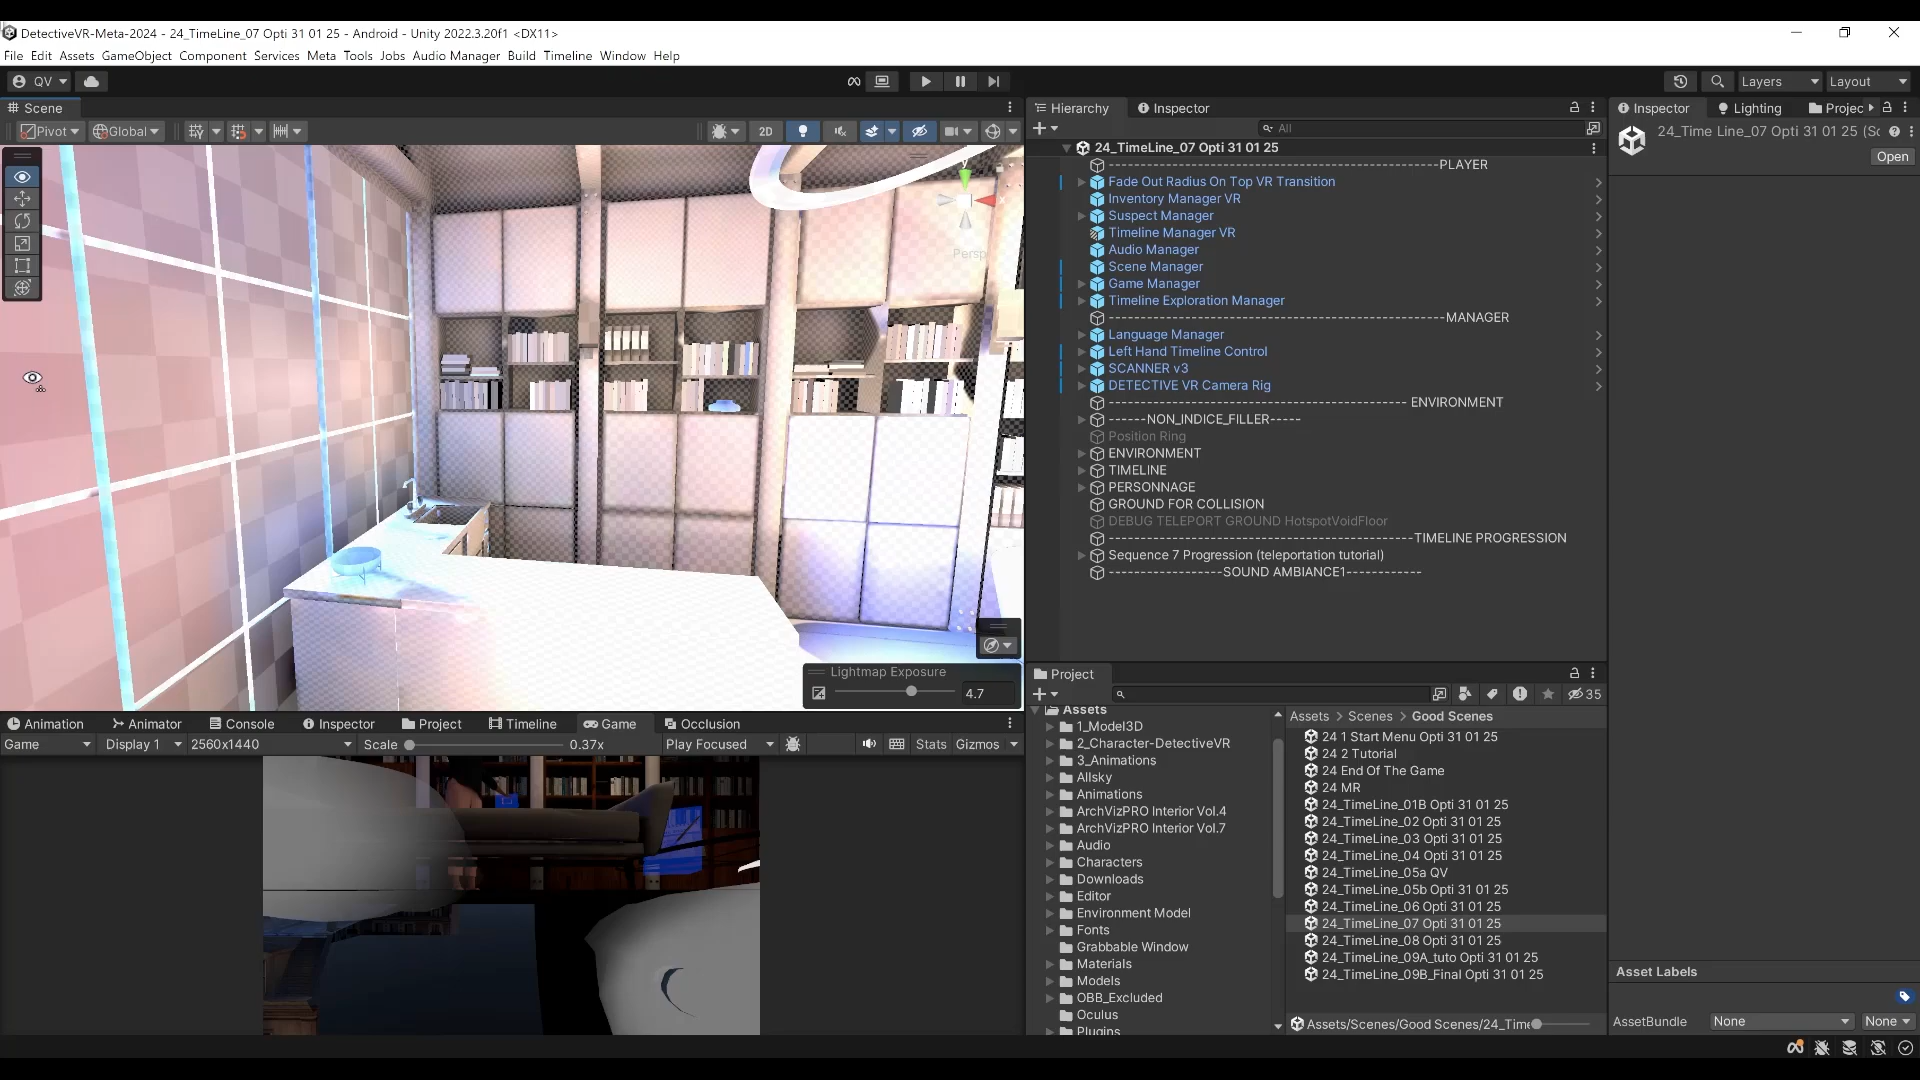 DetectiveVR-Meta-2024 - 24_TimeLine_07 Opti 31 01 25 - Android - Unity 2022.3.20f1 <DX11>
File Edit Assets GameObject Component Services Meta Tools Jobs Audio Manager Build Timeline Window Help
QV
Layers
Layout
Scene
Hierarchy
Inspector
Inspector
Lighting
Projec
Pivot
Global
2D
All
24_Time Line_07 Opti 31 01 25 (Sc
Open
24_TimeLine_07 Opti 31 01 25
-------------------------------------------------PLAYER
Fade Out Radius On Top VR Transition
Inventory Manager VR
Suspect Manager
Timeline Manager VR
Audio Manager
Scene Manager
Game Manager
Timeline Exploration Manager
--------------------------------------------------MANAGER
Language Manager
Left Hand Timeline Control
SCANNER v3
DETECTIVE VR Camera Rig
-------------------------------------------- ENVIRONMENT
------NON_INDICE_FILLER-----
Position Ring
ENVIRONMENT
TIMELINE
PERSONNAGE
GROUND FOR COLLISION
DEBUG TELEPORT GROUND HotspotVoidFloor
---------------------------------------------TIMELINE PROGRESSION
Sequence 7 Progression (teleportation tutorial)
-----------------SOUND AMBIANCE1------------
y
x
Persp
Lightmap Exposure
4.7
Animation
Animator
Console
Inspector
Project
Timeline
Game
Occlusion
Game
Display 1
2560x1440
Scale
0.37x
Play Focused
Stats
Gizmos
Project
35
Assets
1_Model3D
2_Character-DetectiveVR
3_Animations
Allsky
Animations
ArchVizPRO Interior Vol.4
ArchVizPRO Interior Vol.7
Audio
Characters
Downloads
Editor
Environment Model
Fonts
Grabbable Window
Materials
Models
OBB_Excluded
Oculus
Plugins
Assets > Scenes > Good Scenes
24 1 Start Menu Opti 31 01 25
24 2 Tutorial
24 End Of The Game
24 MR
24_TimeLine_01B Opti 31 01 25
24_TimeLine_02 Opti 31 01 25
24_TimeLine_03 Opti 31 01 25
24_TimeLine_04 Opti 31 01 25
24_TimeLine_05a QV
24_TimeLine_05b Opti 31 01 25
24_TimeLine_06 Opti 31 01 25
24_TimeLine_07 Opti 31 01 25
24_TimeLine_08 Opti 31 01 25
24_TimeLine_09A_tuto Opti 31 01 25
24_TimeLine_09B_Final Opti 31 01 25
Assets/Scenes/Good Scenes/24_Time
Asset Labels
AssetBundle
None
None